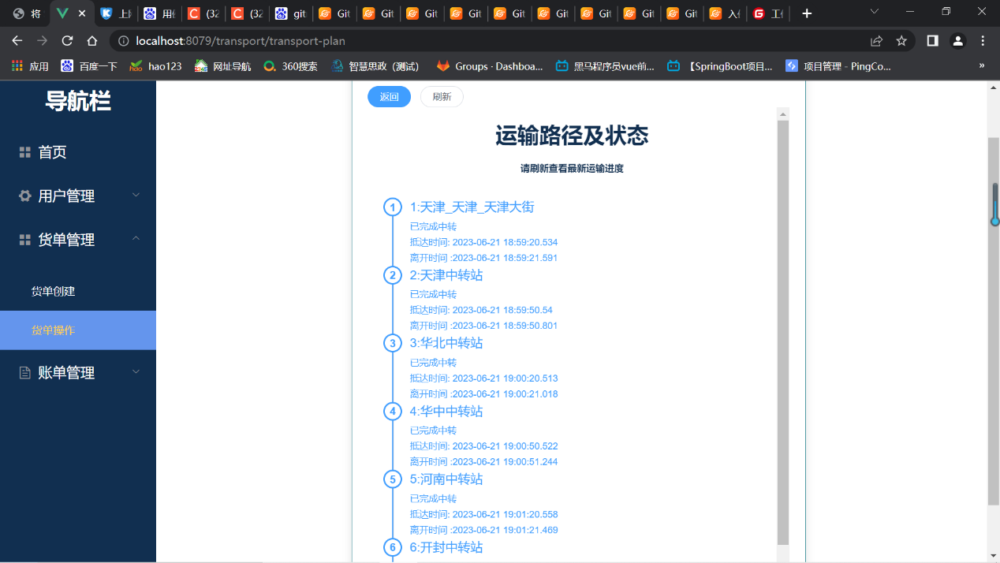 将
上
用
(32
(32
git
Git
Git
Git
Git
Git
Git
Git
Git
Git
入
工
localhost:8079/transport/transport-plan
应用
百度一下
hao123
网址导航
360搜索
智慧思政（测试）
Groups · Dashboa...
黑马程序员vue前...
【SpringBoot项目...
项目管理 - PingCo...
»
导航栏
首页
用户管理
货单管理
货单创建
货单操作
账单管理
返回
刷新
运输路径及状态
请刷新查看最新运输进度
1
1:天津_天津_天津大街
已完成中转
抵达时间: 2023-06-21 18:59:20.534
离开时间 :2023-06-21 18:59:21.591
2
2:天津中转站
已完成中转
抵达时间: 2023-06-21 18:59:50.54
离开时间 :2023-06-21 18:59:50.801
3
3:华北中转站
已完成中转
抵达时间: 2023-06-21 19:00:20.513
离开时间 :2023-06-21 19:00:21.018
4
4:华中中转站
已完成中转
抵达时间: 2023-06-21 19:00:50.522
离开时间 :2023-06-21 19:00:51.244
5
5:河南中转站
已完成中转
抵达时间: 2023-06-21 19:01:20.558
离开时间 :2023-06-21 19:01:21.469
6
6:开封中转站